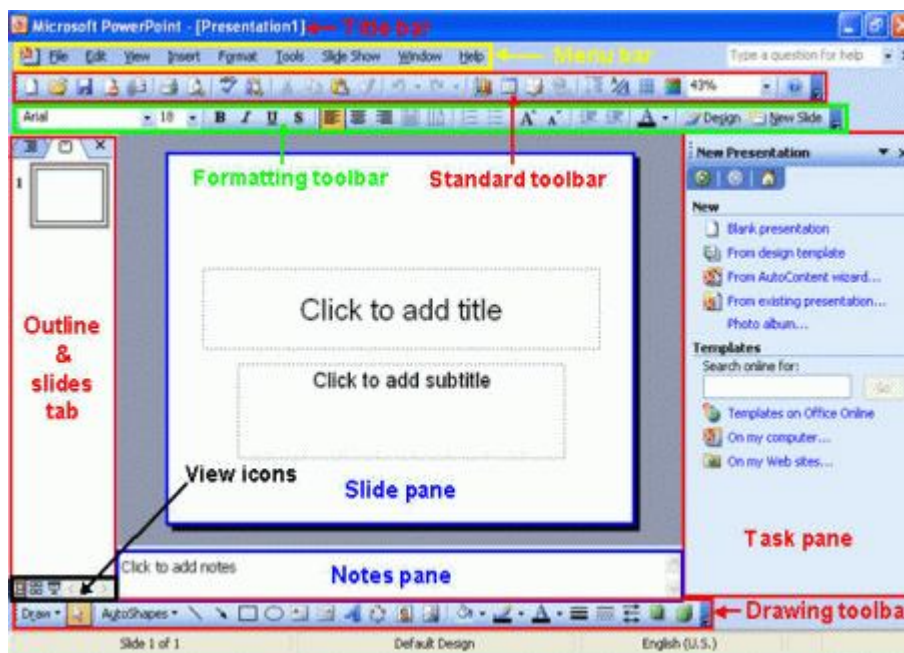 Microsoft PowerPoint - [Presentation1] Title bar
File Edit View Insert Format Tools Slide Show Window Help Menu bar Type a question for help
43%
Arial 18 B I U S A A A Design New Slide
Formatting toolbar Standard toolbar
New Presentation
1
New
Blank presentation
From design template
From AutoContent wizard...
From existing presentation...
Photo album...
Templates
Search online for:
Go
Templates on Office Online
On my computer...
On my Web sites...
Task pane
Outline
&
slides
tab
Click to add title
Click to add subtitle
View icons
Slide pane
Click to add notes
Notes pane
Draw AutoShapes A A Drawing toolba
Slide 1 of 1 Default Design English (U.S.)